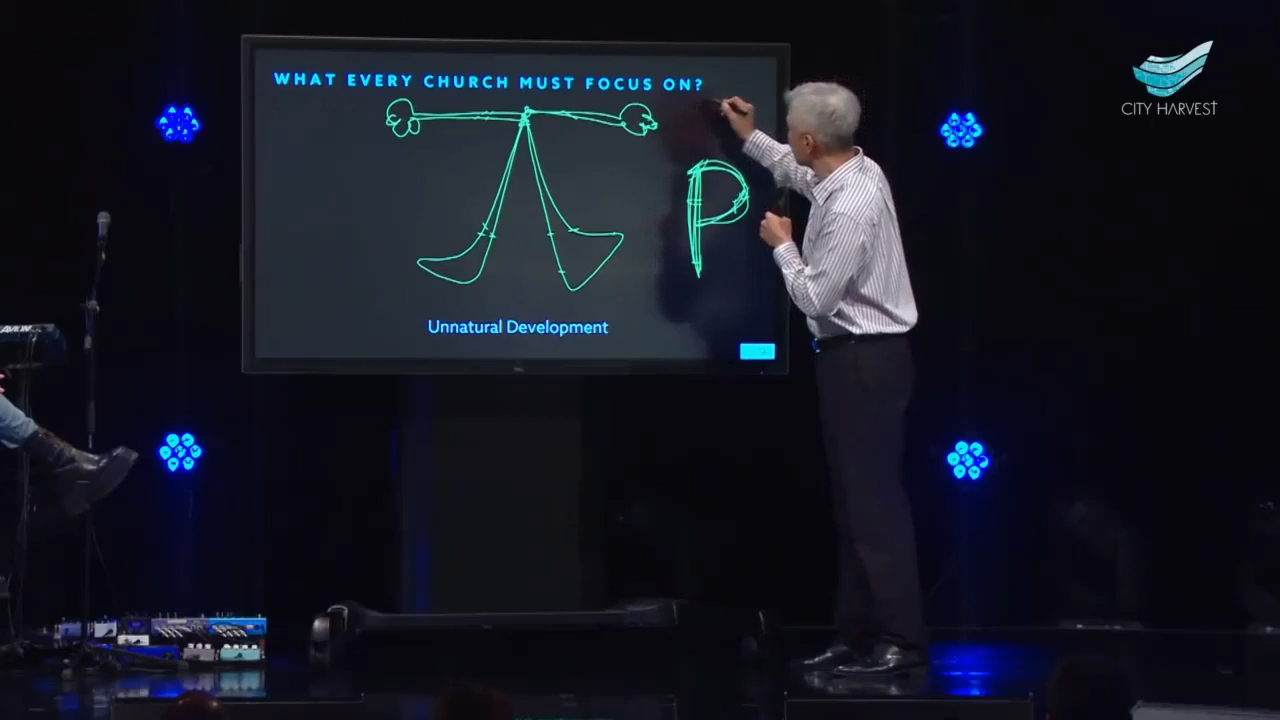 WHAT EVERY CHURCH MUST FOCUS ON?
CITY HARVEST
P
Unnatural Development